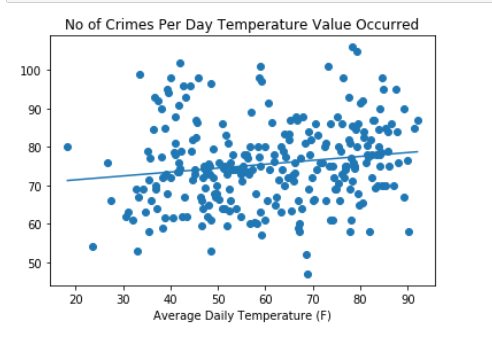 No of Crimes Per Day Temperature Value Occurred
100
90
80
70
60
50
20 30 40 50 60 70 80 90
Average Daily Temperature (F)